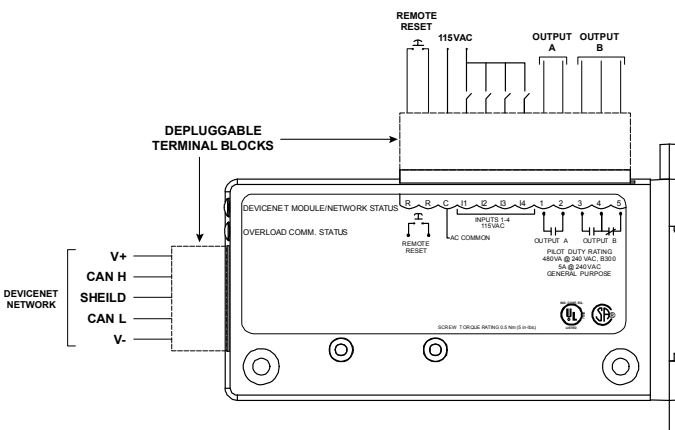 REMOTE
RESET
115VAC
OUTPUT
A
OUTPUT
B
DEPLUGGABLE
TERMINAL BLOCKS
DEVICENET MODULE/NETWORK STATUS
R R C I1 I2 I3 I4 1 2 3 4 5
OVERLOAD COMM. STATUS
REMOTE
RESET
AC COMMON
INPUTS 1-4
115VAC
OUTPUT A
OUTPUT B
PILOT DUTY RATING
480VA @ 240 VAC, B300
5A @ 240VAC
GENERAL PURPOSE
DEVICENET
NETWORK
V+
CAN H
SHEILD
CAN L
V-
UL
LISTED
SA
SCREW TORQUE RATING 0.5 Nm (5 in-lbs)